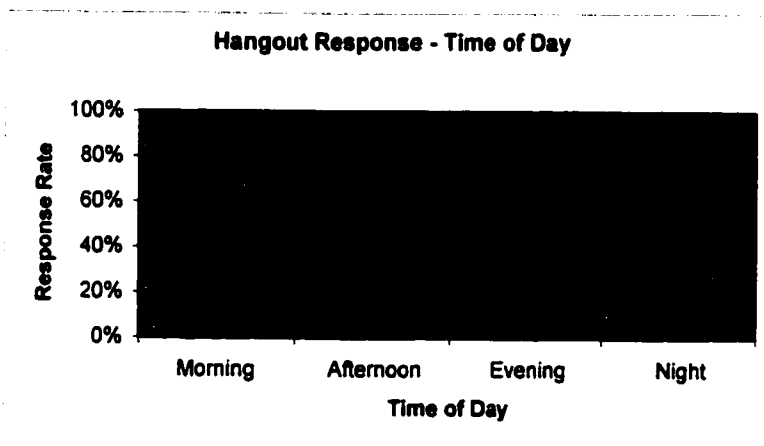 Hangout Response - Time of Day
100%
80%
60%
40%
20%
0%
Response Rate
Morning
Afternoon
Evening
Night
Time of Day